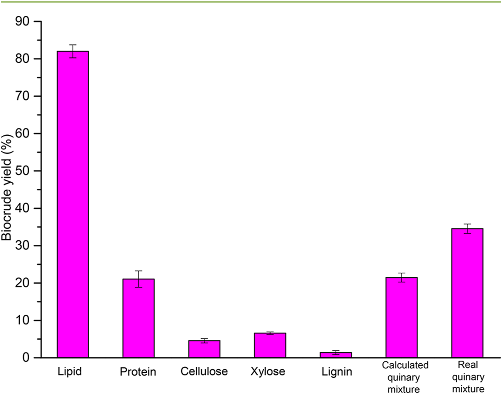 90
80
70
60
50
40
30
20
10
0
Biocrude yield (%)
Lipid
Protein
Cellulose
Xylose
Lignin
Calculated
quinary
mixture
Real
quinary
mixture